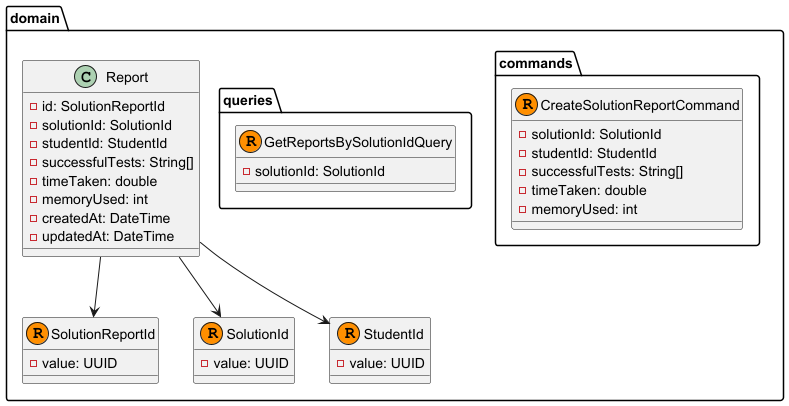 domain
C Report
id: SolutionReportId
solutionId: SolutionId
studentId: StudentId
successfulTests: String[]
timeTaken: double
memoryUsed: int
createdAt: DateTime
updatedAt: DateTime
queries
R GetReportsBySolutionIdQuery
solutionId: SolutionId
commands
R CreateSolutionReportCommand
solutionId: SolutionId
studentId: StudentId
successfulTests: String[]
timeTaken: double
memoryUsed: int
R SolutionReportId
value: UUID
R SolutionId
value: UUID
R StudentId
value: UUID